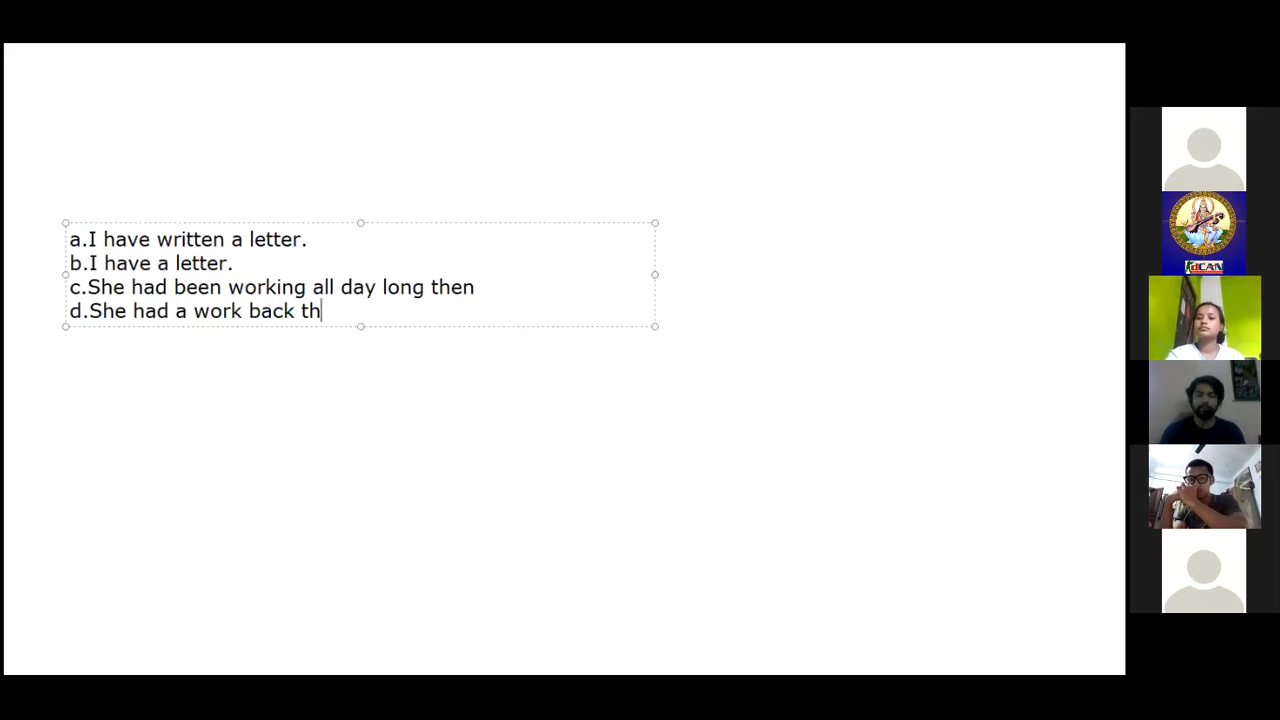 a.I have written a letter.
b.I have a letter.
c.She had been working all day long then
d.She had a work back th